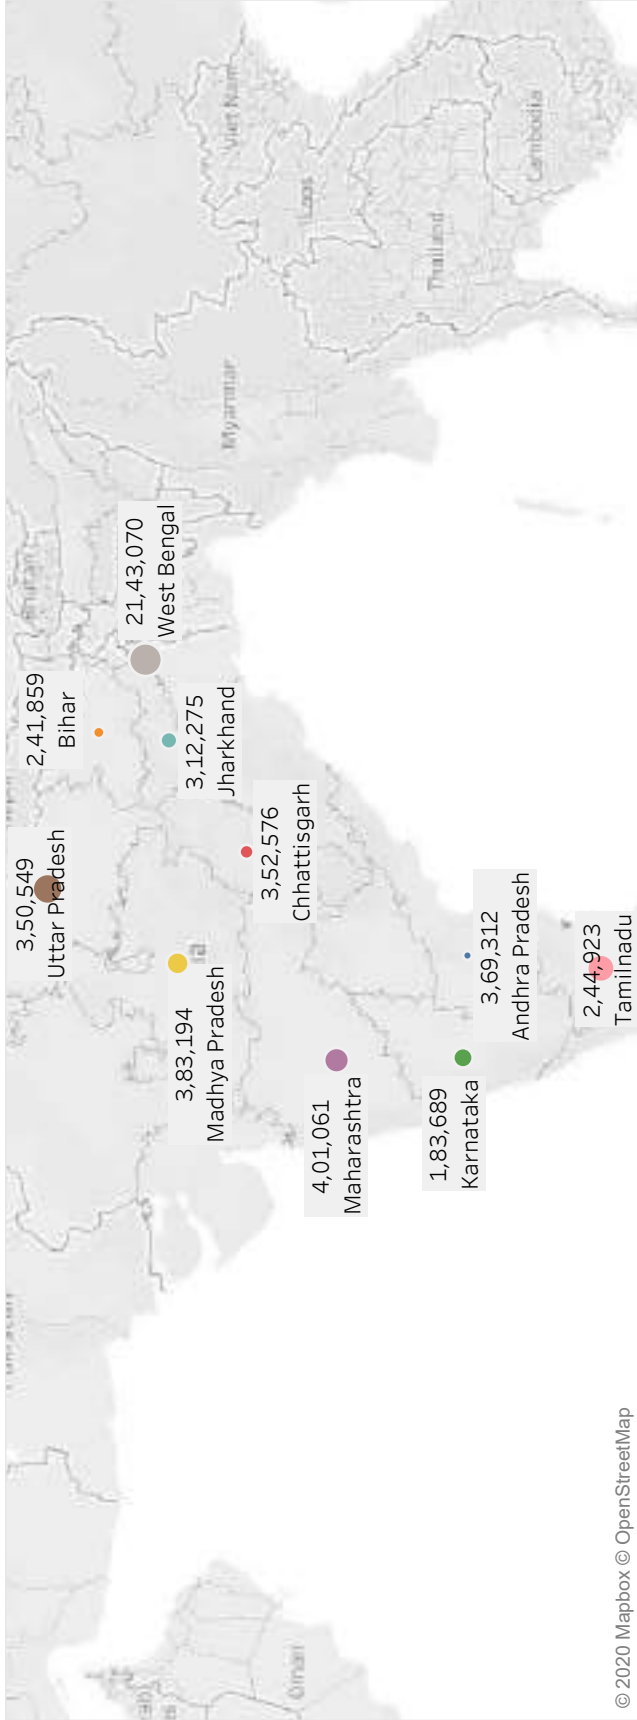 3,50,549
Uttar Pradesh
2,41,859
Bihar
21,43,070
West Bengal
3,12,275
Jharkhand
3,83,194
Madhya Pradesh
3,52,576
Chhattisgarh
4,01,061
Maharashtra
1,83,689
Karnataka
3,69,312
Andhra Pradesh
2,44,923
Tamilnadu
Bhutan
Myanmar
Viet Nam
Laos
Thailand
Cambodia
Oman
© 2020 Mapbox © OpenStreetMap